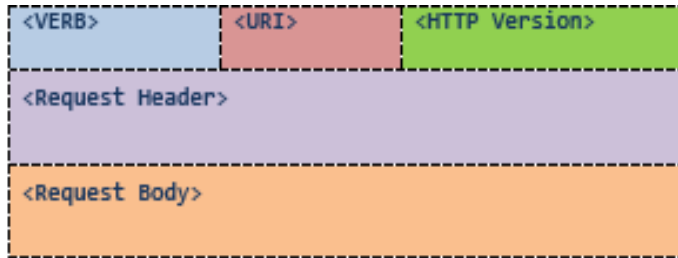 <VERB> <URI> <HTTP Version>
<Request Header>
<Request Body>